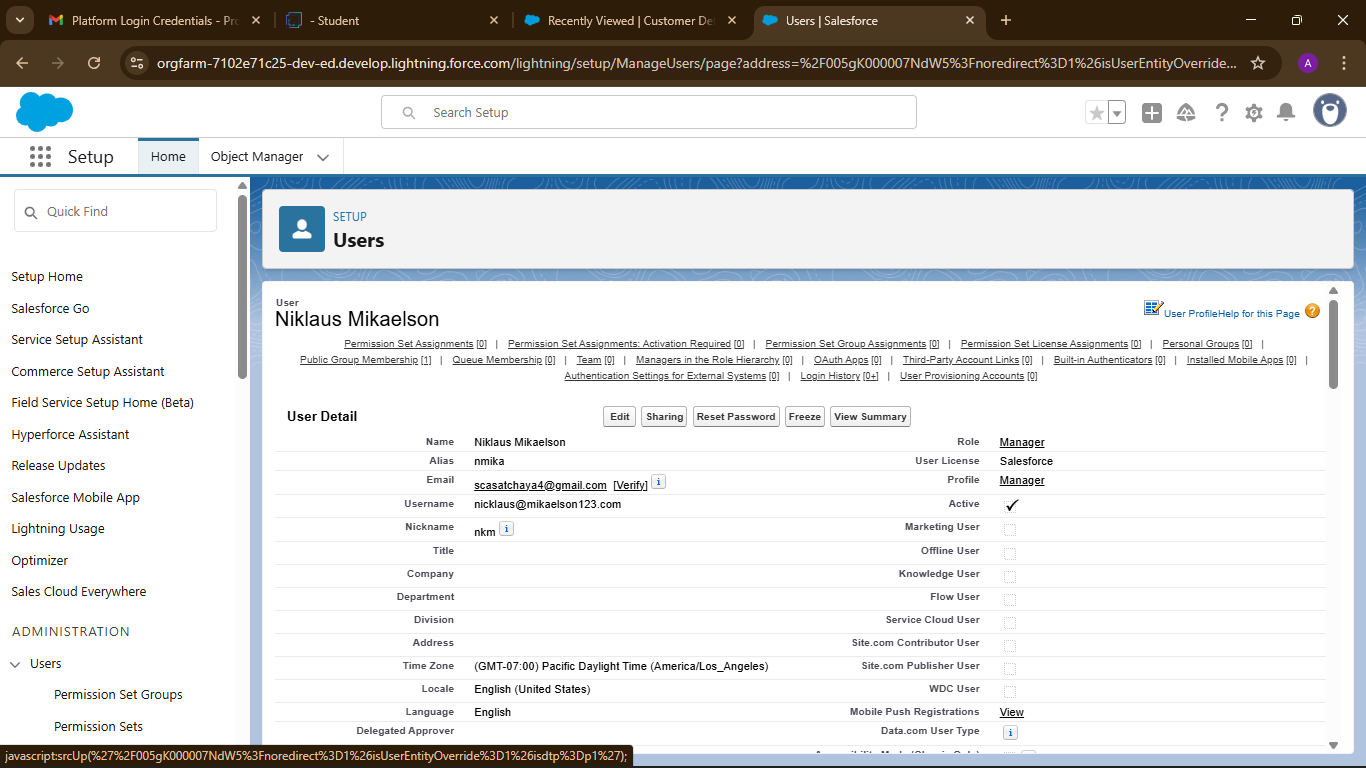 Platform Login Credentials - Pro
- Student
Recently Viewed | Customer De
Users | Salesforce
orgfarm-7102e71c25-dev-ed.develop.lightning.force.com/lightning/setup/ManageUsers/page?address=%2F005gK000007NdW5%3Fnoredirect%3D1%26isUserEntityOverride...
A
Search Setup
Setup
Home
Object Manager
Quick Find
Setup Home
Salesforce Go
Service Setup Assistant
Commerce Setup Assistant
Field Service Setup Home (Beta)
Hyperforce Assistant
Release Updates
Salesforce Mobile App
Lightning Usage
Optimizer
Sales Cloud Everywhere
ADMINISTRATION
Users
Permission Set Groups
Permission Sets
SETUP
Users
User
Niklaus Mikaelson
User Profile Help for this Page
Permission Set Assignments [0] | Permission Set Assignments: Activation Required [0] | Permission Set Group Assignments [0] | Permission Set License Assignments [0] | Personal Groups [0] |
Public Group Membership [1] | Queue Membership [0] | Team [0] | Managers in the Role Hierarchy [0] | OAuth Apps [0] | Third-Party Account Links [0] | Built-in Authenticators [0] | Installed Mobile Apps [0] |
Authentication Settings for External Systems [0] | Login History [0+] | User Provisioning Accounts [0]
User Detail Edit Sharing Reset Password Freeze View Summary
Name Niklaus Mikaelson Role Manager
Alias nmika User License Salesforce
Email scasatchaya4@gmail.com [Verify] i Profile Manager
Username nicklaus@mikaelson123.com Active
Nickname nkm i Marketing User
Title Offline User
Company Knowledge User
Department Flow User
Division Service Cloud User
Address Site.com Contributor User
Time Zone (GMT-07:00) Pacific Daylight Time (America/Los_Angeles) Site.com Publisher User
Locale English (United States) WDC User
Language English Mobile Push Registrations View
Delegated Approver Data.com User Type i
javascript:srcUp(%27%2F005gK000007NdW5%3Fnoredirect%3D1%26isUserEntityOverride%3D1%26isdtp%3Dp1%27);